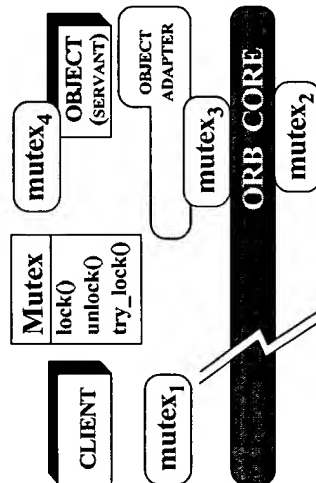 CLIENT
mutex1
Mutex
lock()
unlock()
try_lock()
mutex4
OBJECT
(SERVANT)
OBJECT
ADAPTER
mutex3
ORB CORE
mutex2